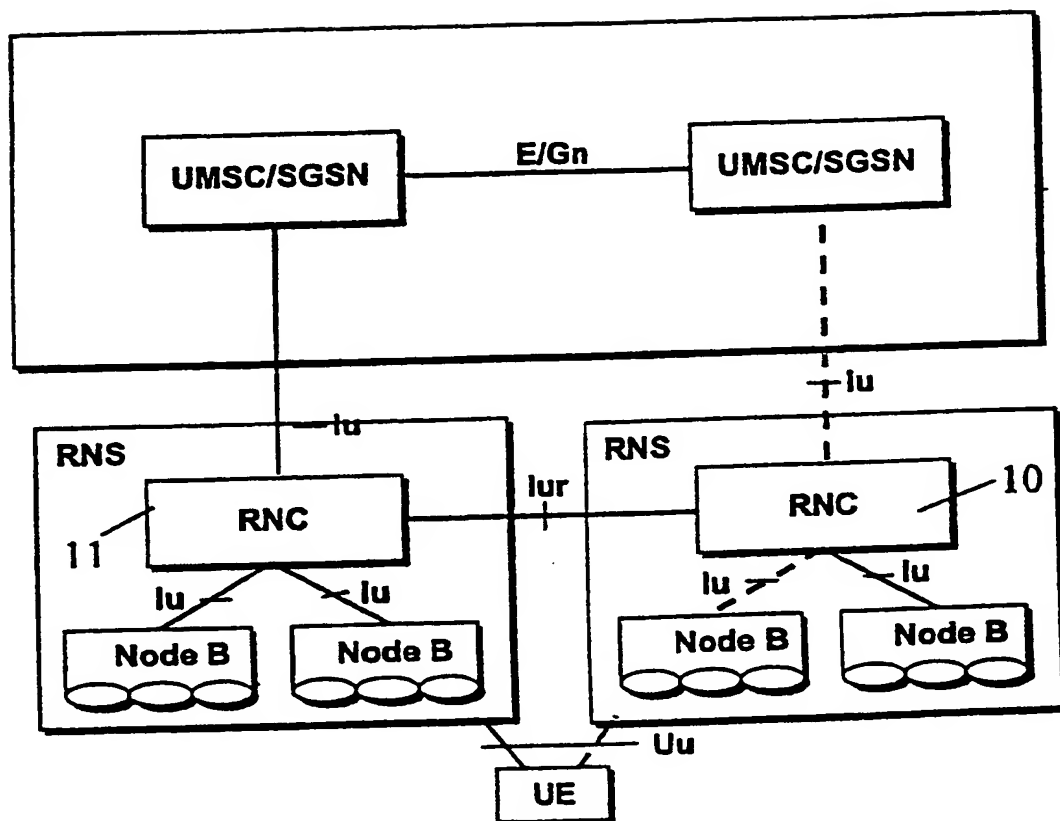 UMSC/SGSN
E/Gn
UMSC/SGSN
Iu
Iu
RNS
RNS
RNC
11
Iur
RNC
10
Iu
Iu
Iu
Iu
Node B
Node B
Node B
Node B
Uu
UE